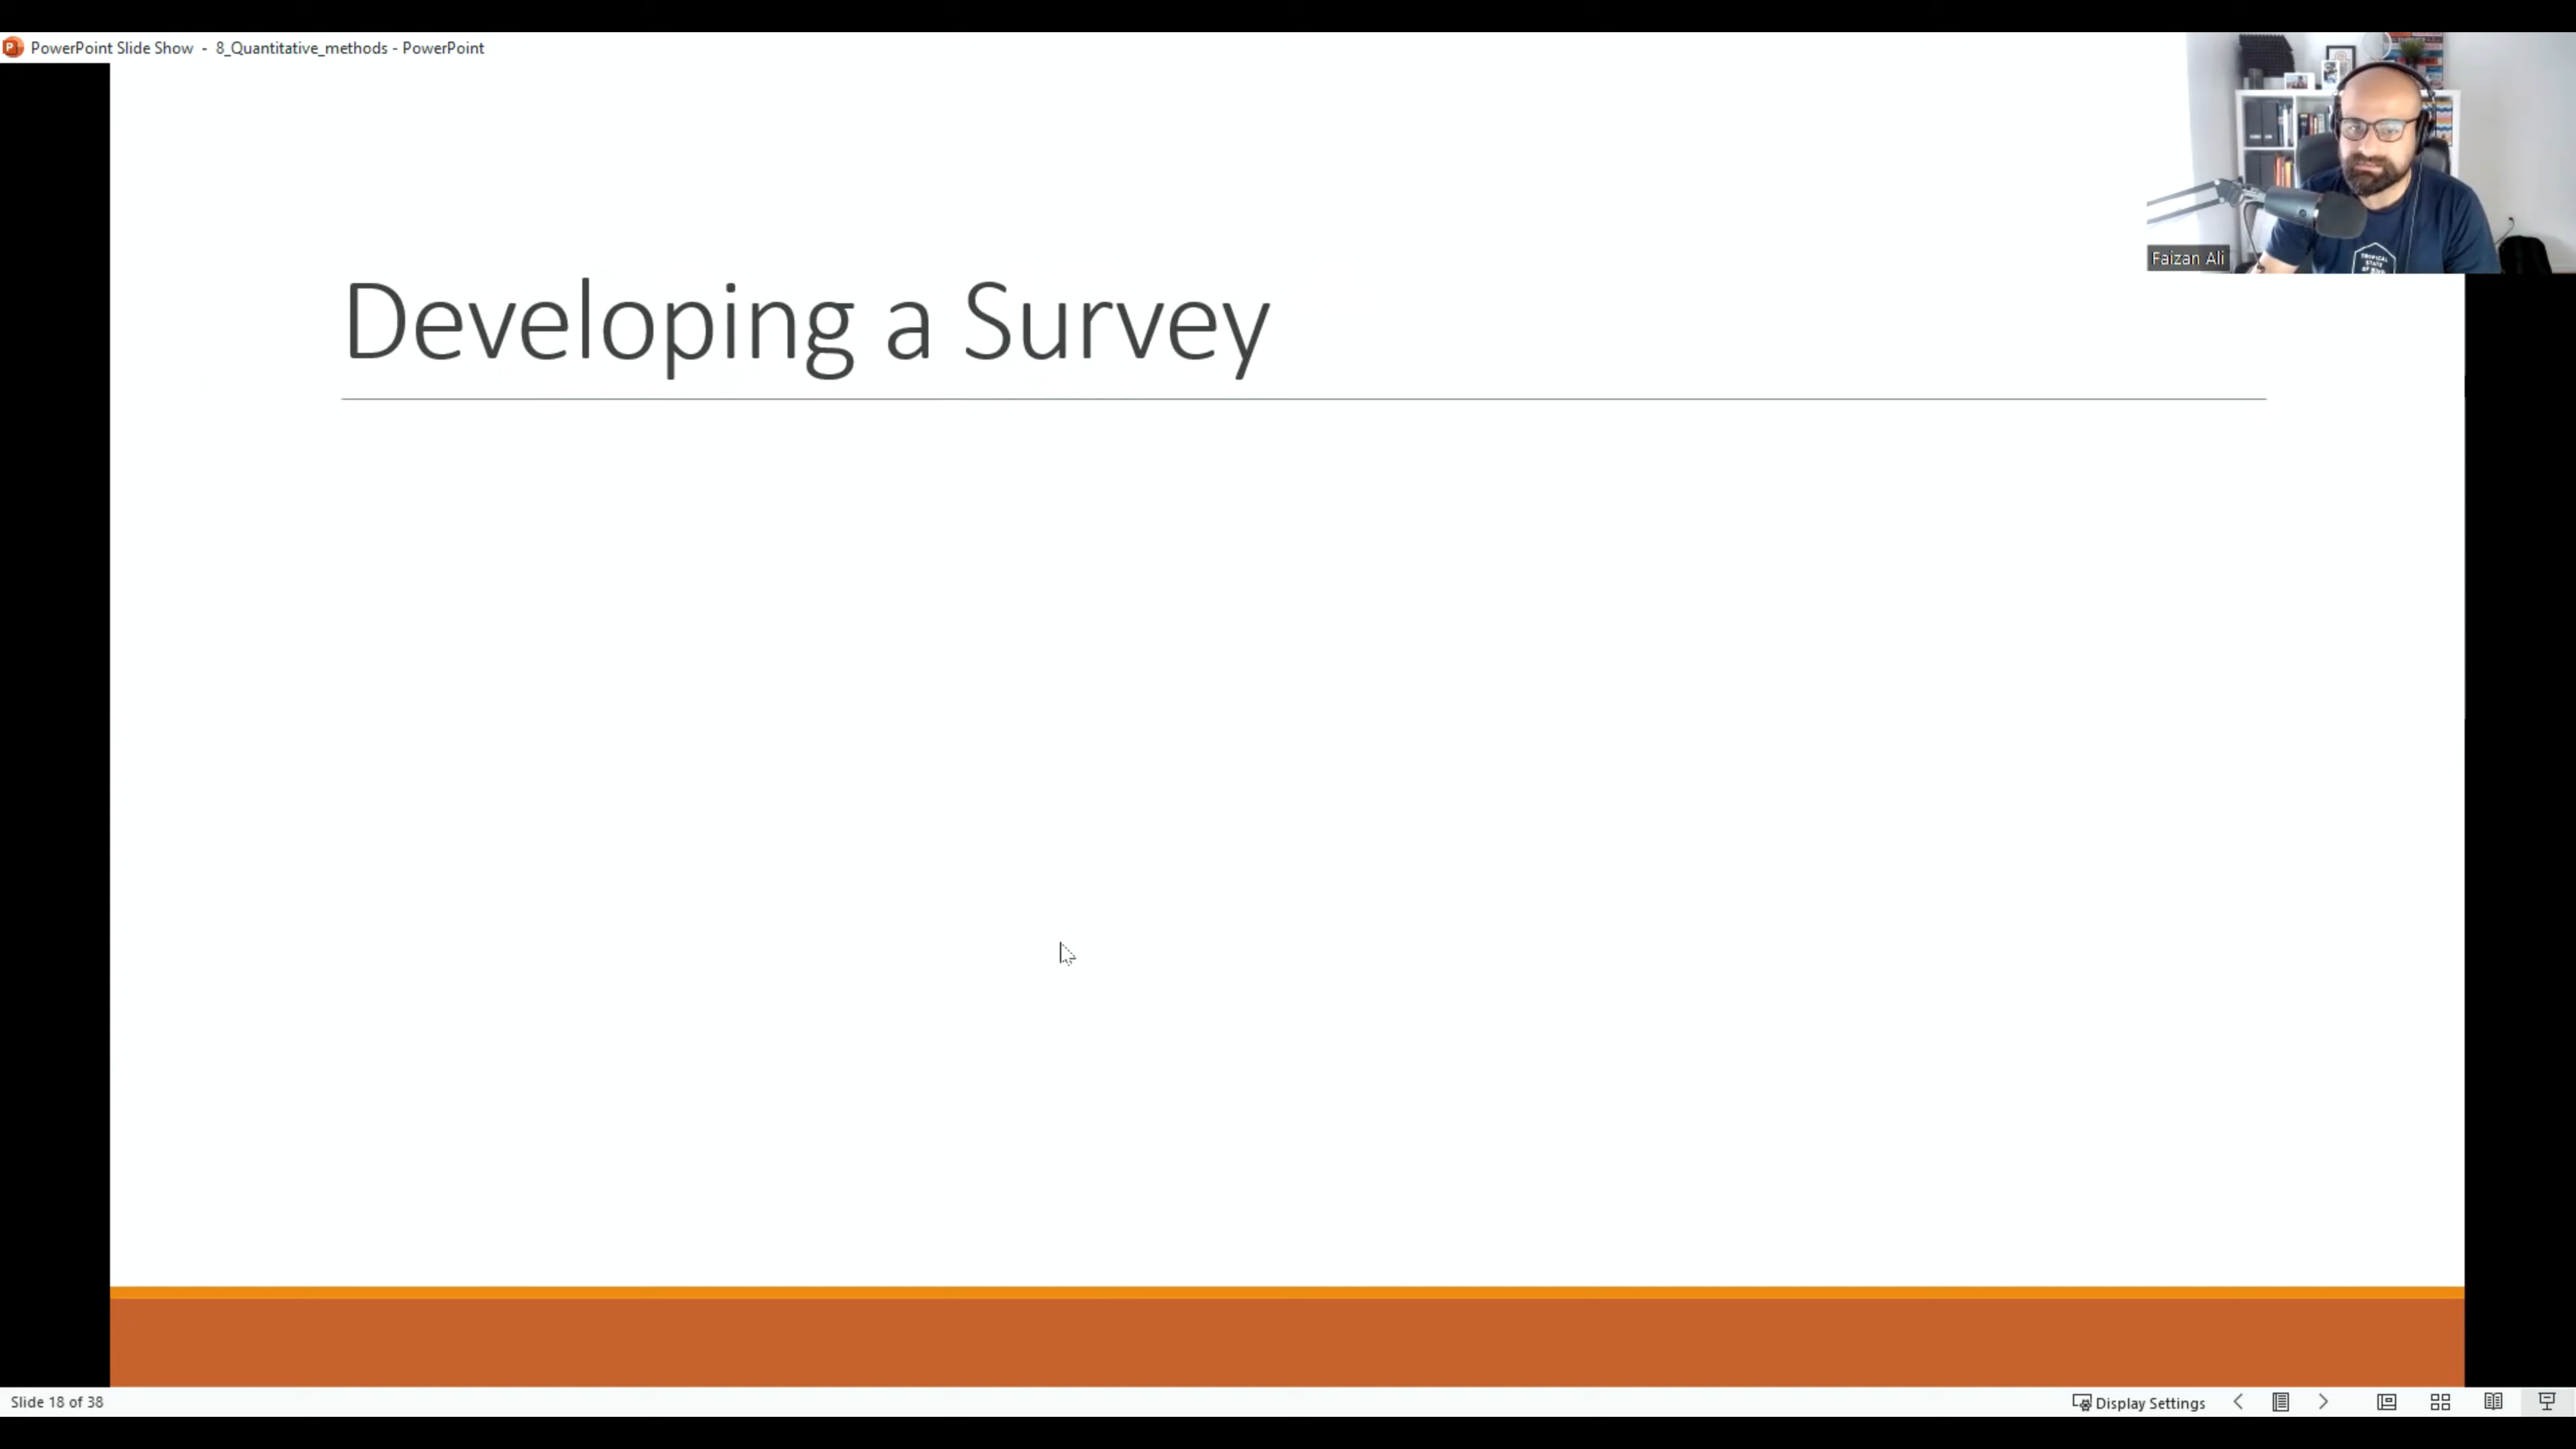 PowerPoint Slide Show - 8_Quantitative_methods - PowerPoint
Faizan Ali
Developing a Survey
Slide 18 of 38
Display Settings